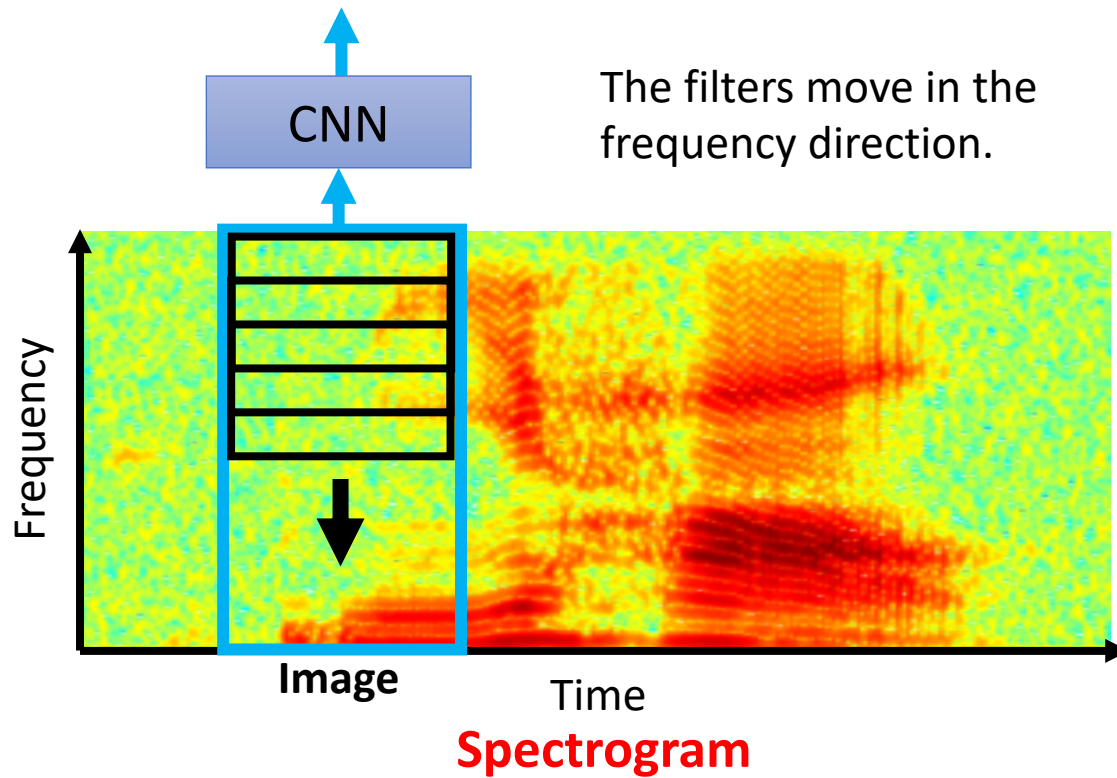 CNN
The filters move in the
frequency direction.
Frequency
Image
Time
Spectrogram